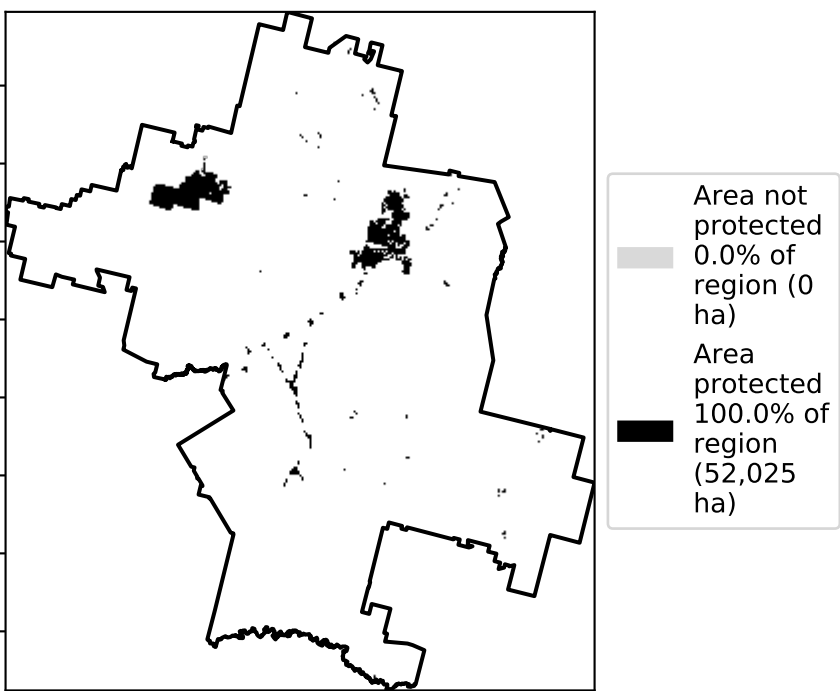 Area not
protected
0.0% of
region (0
ha)
Area
protected
100.0% of
region
(52,025
ha)